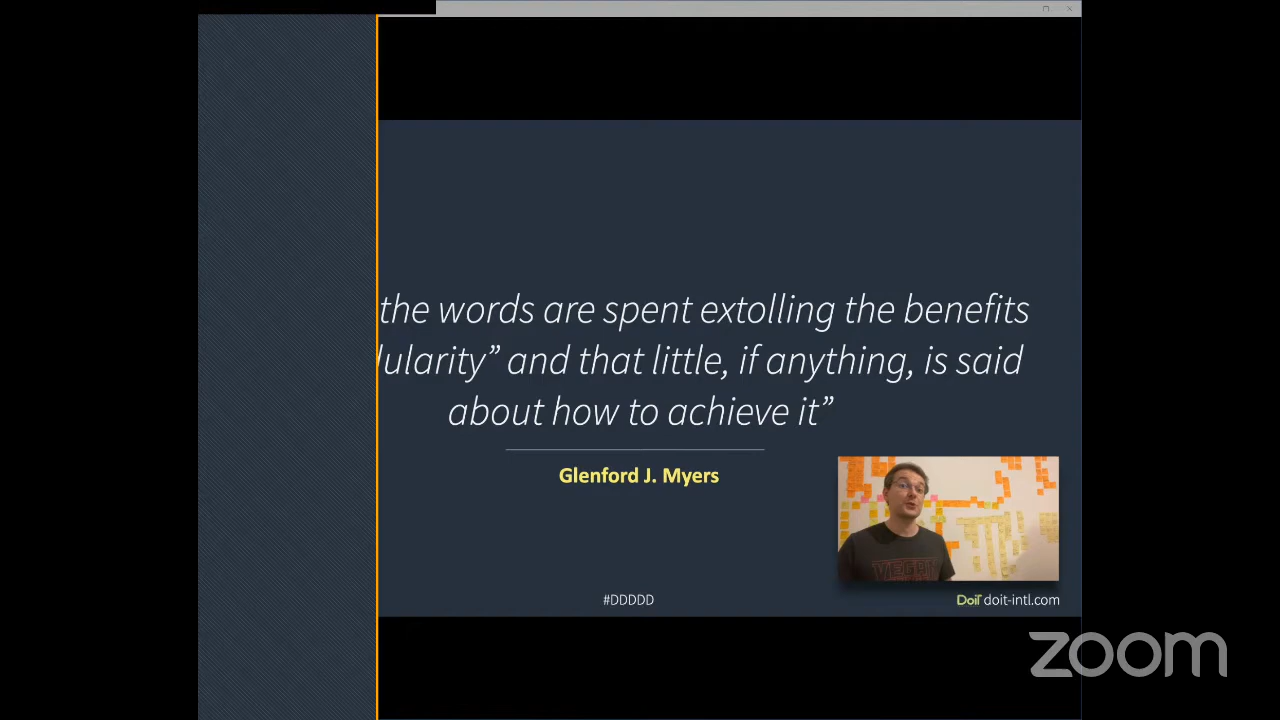 the words are spent extolling the benefits
lularity” and that little, if anything, is said
about how to achieve it”
Glenford J. Myers
#DDDDD
DoiT doit-intl.com
zoom